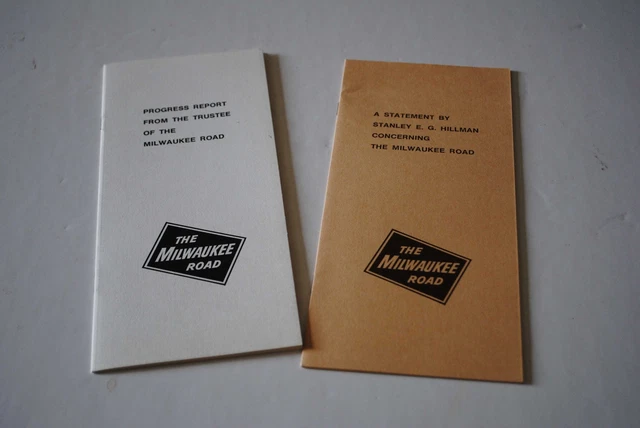 PROGRESS REPORT
FROM THE TRUSTEE
OF THE
MILWAUKEE ROAD
THE
MILWAUKEE
ROAD
A STATEMENT BY
STANLEY E. G. HILLMAN
CONCERNING
THE MILWAUKEE ROAD
THE
MILWAUKEE
ROAD